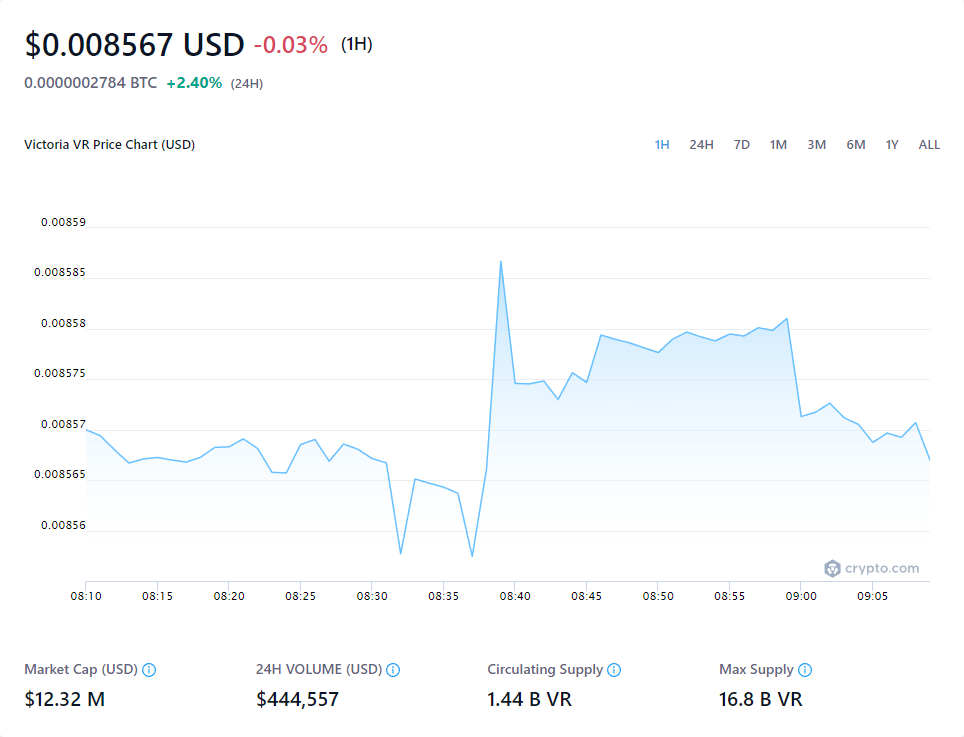 $0.008567 USD -0.03% (1H)
0.0000002784 BTC +2.40% (24H)
Victoria VR Price Chart (USD) 1H 24H 7D 1M 3M 6M 1Y ALL
0.00859
0.008585
0.00858
0.008575
0.00857
0.008565
0.00856
crypto.com
08:10 08:15 08:20 08:25 08:30 08:35 08:40 08:45 08:50 08:55 09:00 09:05
Market Cap (USD) 24H VOLUME (USD) Circulating Supply Max Supply
$12.32 M $444,557 1.44 B VR 16.8 B VR